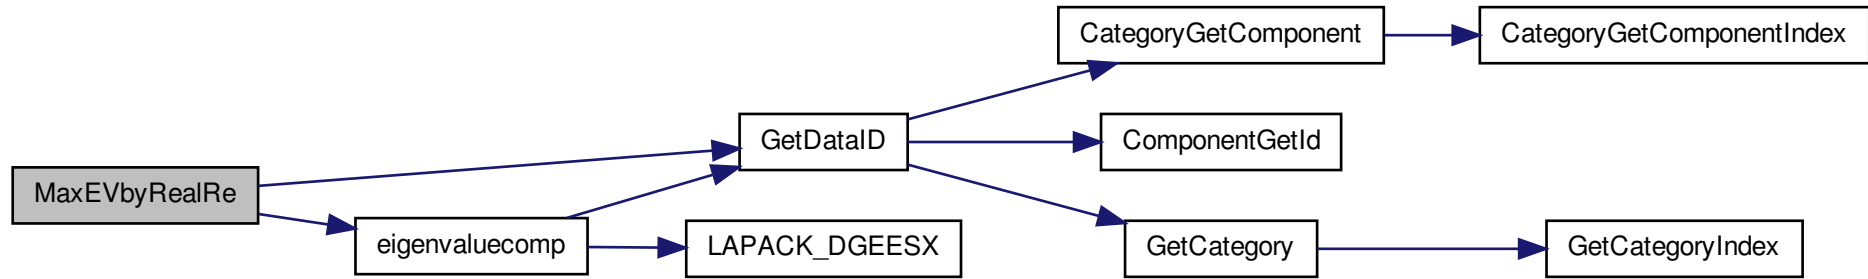 MaxEVbyRealRe
eigenvaluecomp
GetDataID
LAPACK_DGEESX
CategoryGetComponent
ComponentGetId
GetCategory
CategoryGetComponentIndex
GetCategoryIndex